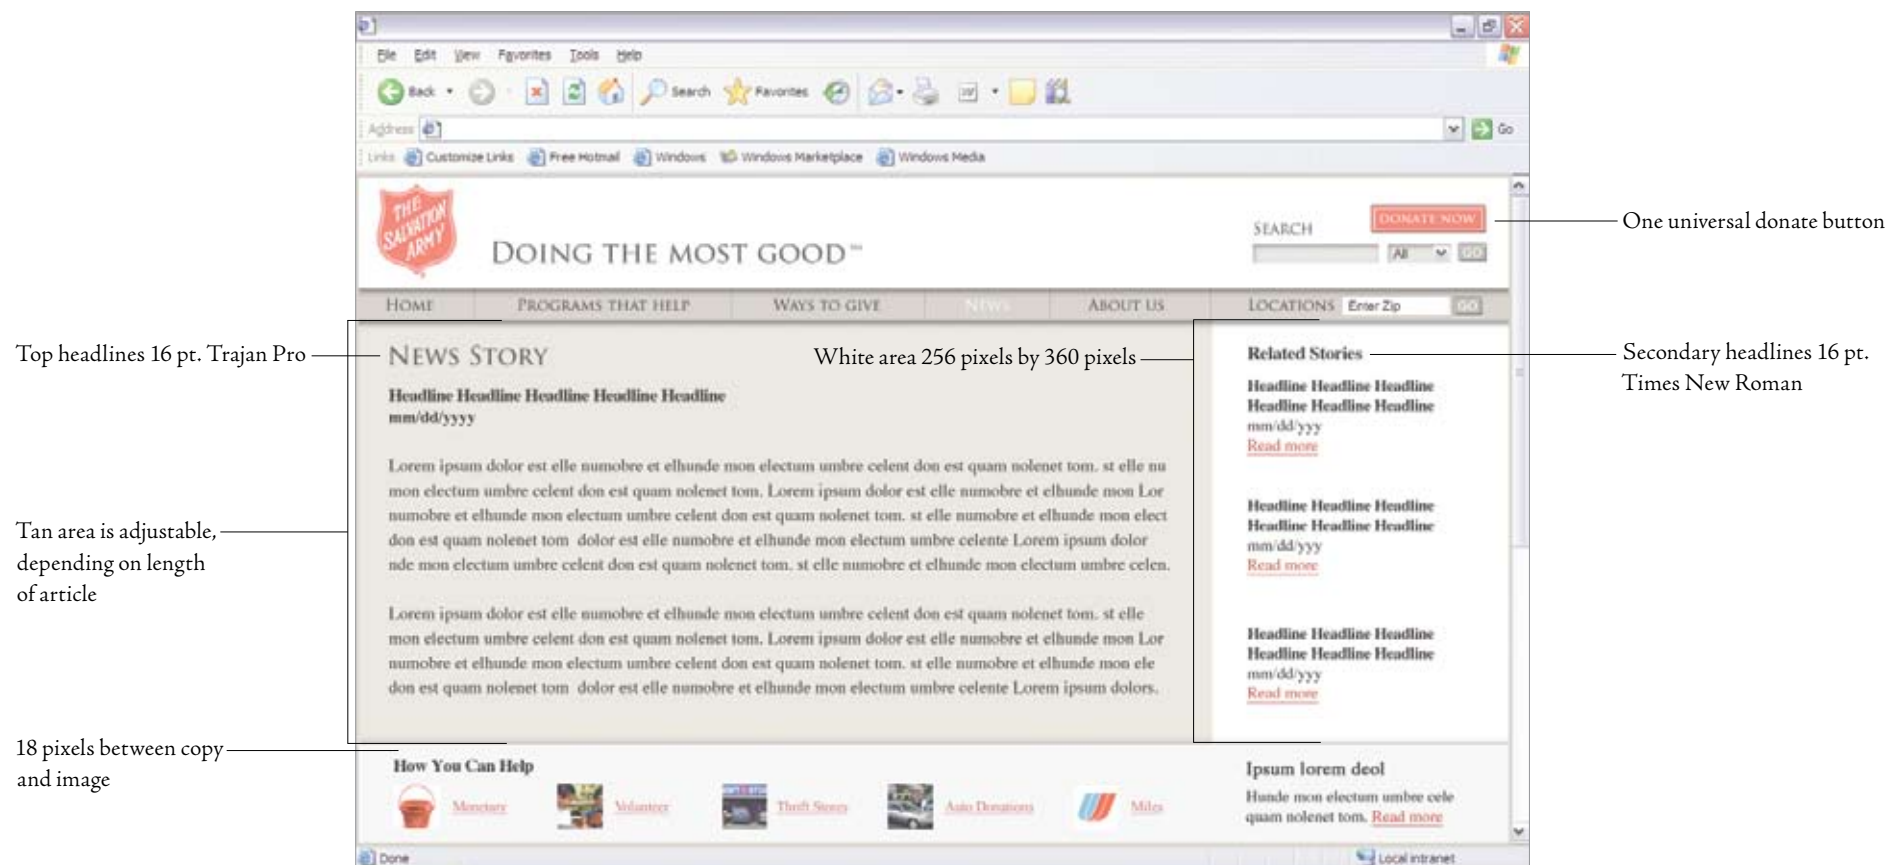 File Edit View Favorites Tools Help
Back Search Favorites
Address Go
Links Customize Links Free Hotmail Windows Windows Marketplace Windows Media
THE
SALVATION
ARMY
DOING THE MOST GOOD™
SEARCH
DONATE NOW
All GO
One universal donate button
HOME PROGRAMS THAT HELP WAYS TO GIVE NEWS ABOUT US LOCATIONS Enter Zip GO
Top headlines 16 pt. Trajan Pro
NEWS STORY
White area 256 pixels by 360 pixels
Headline Headline Headline Headline Headline
mm/dd/yyyy
Lorem ipsum dolor est elle numobre et elhunde mon electum umbre celent don est quam nolenet tom. st elle nu
mon electum umbre celent don est quam nolenet tom. Lorem ipsum dolor est elle numobre et elhunde mon Lor
numobre et elhunde mon electum umbre celent don est quam nolenet tom. st elle numobre et elhunde mon elect
don est quam nolenet tom dolor est elle numobre et elhunde mon electum umbre celente Lorem ipsum dolor
nde mon electum umbre celent don est quam nolenet tom. st elle numobre et elhunde mon electum umbre celen.
Lorem ipsum dolor est elle numobre et elhunde mon electum umbre celent don est quam nolenet tom. st elle
mon electum umbre celent don est quam nolenet tom. Lorem ipsum dolor est elle numobre et elhunde mon Lor
numobre et elhunde mon electum umbre celent don est quam nolenet tom. st elle numobre et elhunde mon ele
don est quam nolenet tom dolor est elle numobre et elhunde mon electum umbre celente Lorem ipsum dolors.
Related Stories
Headline Headline Headline
Headline Headline Headline
mm/dd/yyy
Read more
Headline Headline Headline
Headline Headline Headline
mm/dd/yyy
Read more
Headline Headline Headline
Headline Headline Headline
mm/dd/yyy
Read more
Secondary headlines 16 pt.
Times New Roman
Tan area is adjustable,
depending on length
of article
18 pixels between copy
and image
How You Can Help
Monetary Volunteer Thrift Stores Auto Donations Miles
Ipsum lorem deol
Hunde mon electum umbre cele
quam nolenet tom. Read more
Done Local intranet